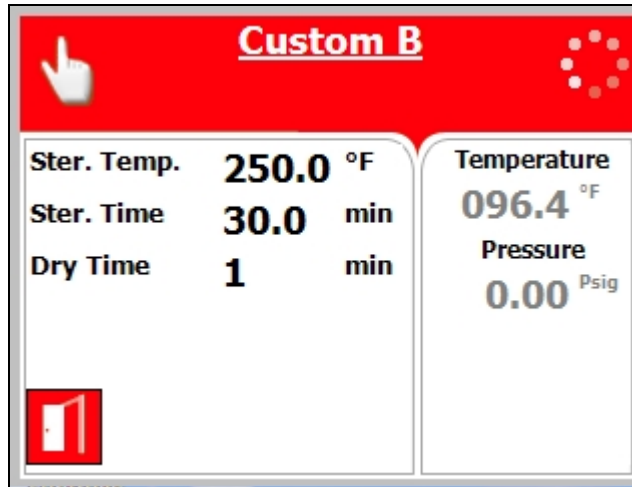 Custom B
Ster. Temp. 250.0 °F
Ster. Time 30.0 min
Dry Time 1 min
Temperature
096.4 °F
Pressure
0.00 Psig